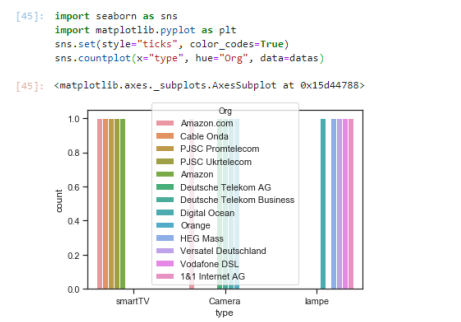 [45]: import seaborn as sns
import matplotlib.pyplot as plt
sns.set(style="ticks", color_codes=True)
sns.countplot(x="type", hue="Org", data=datas)
[45]: <matplotlib.axes._subplots.AxesSubplot at 0x15d44788>
Org
Amazon.com
Cable Onda
PJSC Promtelecom
PJSC Ukrtelecom
Amazon
Deutsche Telekom AG
Deutsche Telekom Business
Digital Ocean
Orange
HEG Mass
Versatel Deutschland
Vodafone DSL
1&1 Internet AG
1.0
0.8
0.6
0.4
0.2
0.0
count
smartTV Camera lampe
type